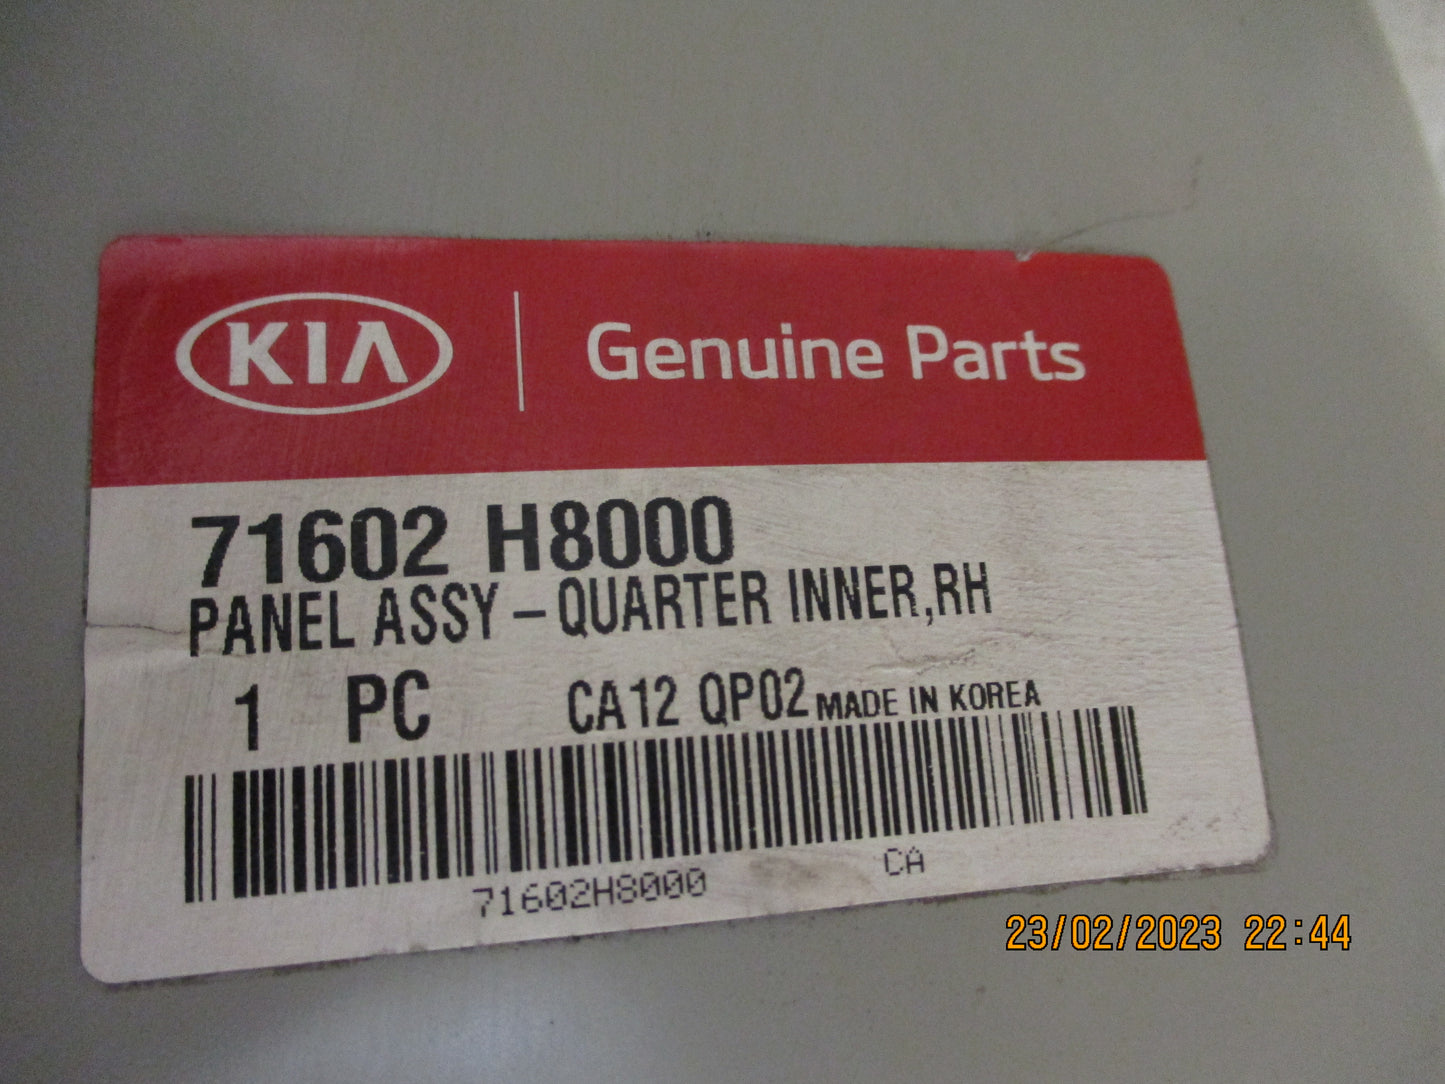 KIA Genuine Parts
71602 H8000
PANEL ASSY-QUARTER INNER,RH
1 PC CA12 QP02 MADE IN KOREA
71602H8000 CA
23/02/2023 22:44